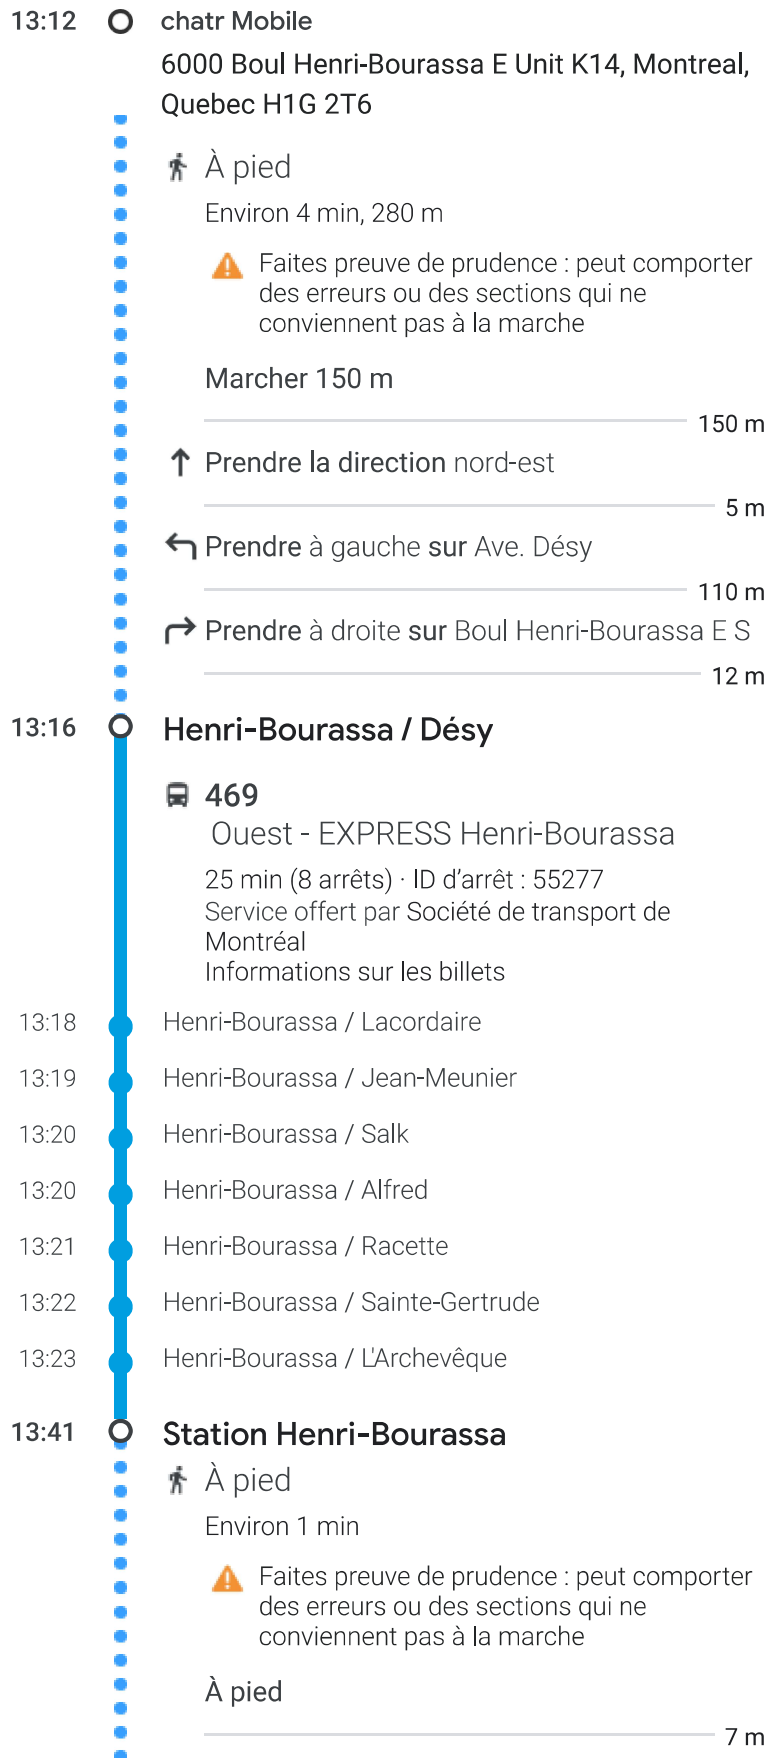 13:12 chatr Mobile
6000 Boul Henri-Bourassa E Unit K14, Montreal,
Quebec H1G 2T6
À pied
Environ 4 min, 280 m
Faites preuve de prudence : peut comporter
des erreurs ou des sections qui ne
conviennent pas à la marche
Marcher 150 m
150 m
Prendre la direction nord-est
5 m
Prendre à gauche sur Ave. Désy
110 m
Prendre à droite sur Boul Henri-Bourassa E S
12 m
13:16 Henri-Bourassa / Désy
469
Ouest - EXPRESS Henri-Bourassa
25 min (8 arrêts) · ID d'arrêt : 55277
Service offert par Société de transport de
Montréal
Informations sur les billets
13:18 Henri-Bourassa / Lacordaire
13:19 Henri-Bourassa / Jean-Meunier
13:20 Henri-Bourassa / Salk
13:20 Henri-Bourassa / Alfred
13:21 Henri-Bourassa / Racette
13:22 Henri-Bourassa / Sainte-Gertrude
13:23 Henri-Bourassa / L'Archevêque
13:41 Station Henri-Bourassa
À pied
Environ 1 min
Faites preuve de prudence : peut comporter
des erreurs ou des sections qui ne
conviennent pas à la marche
À pied
7 m